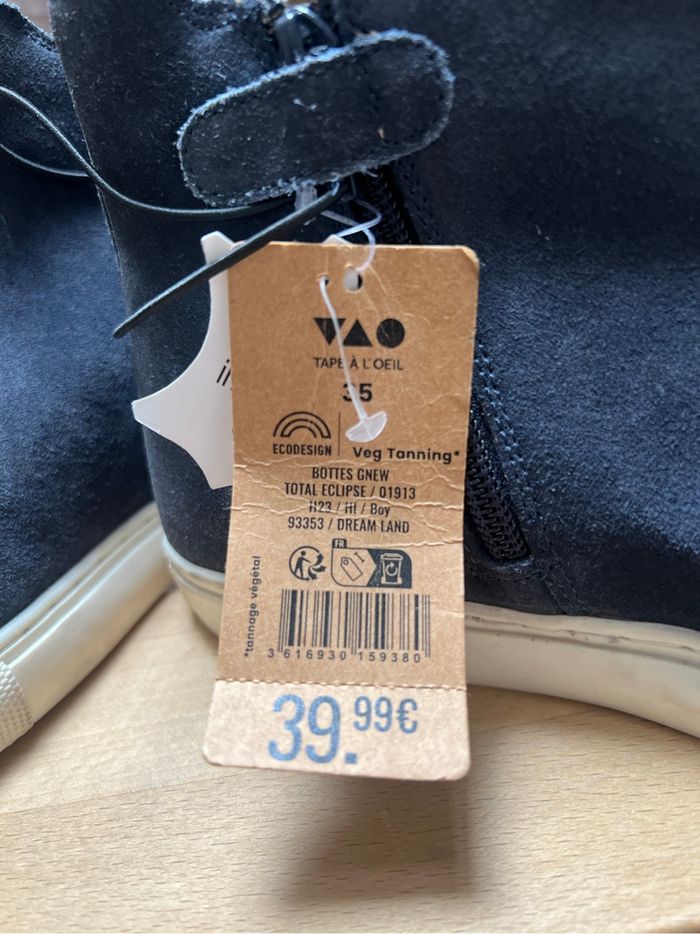 TAPE À L'OEIL
35
ECODESIGN
Veg Tanning*
BOTTES GNEW
TOTAL ECLIPSE / 01913
H23 / HI / Boy
93353 / DREAM LAND
FR
*tannage végétal
3 616930 159380
39.99€